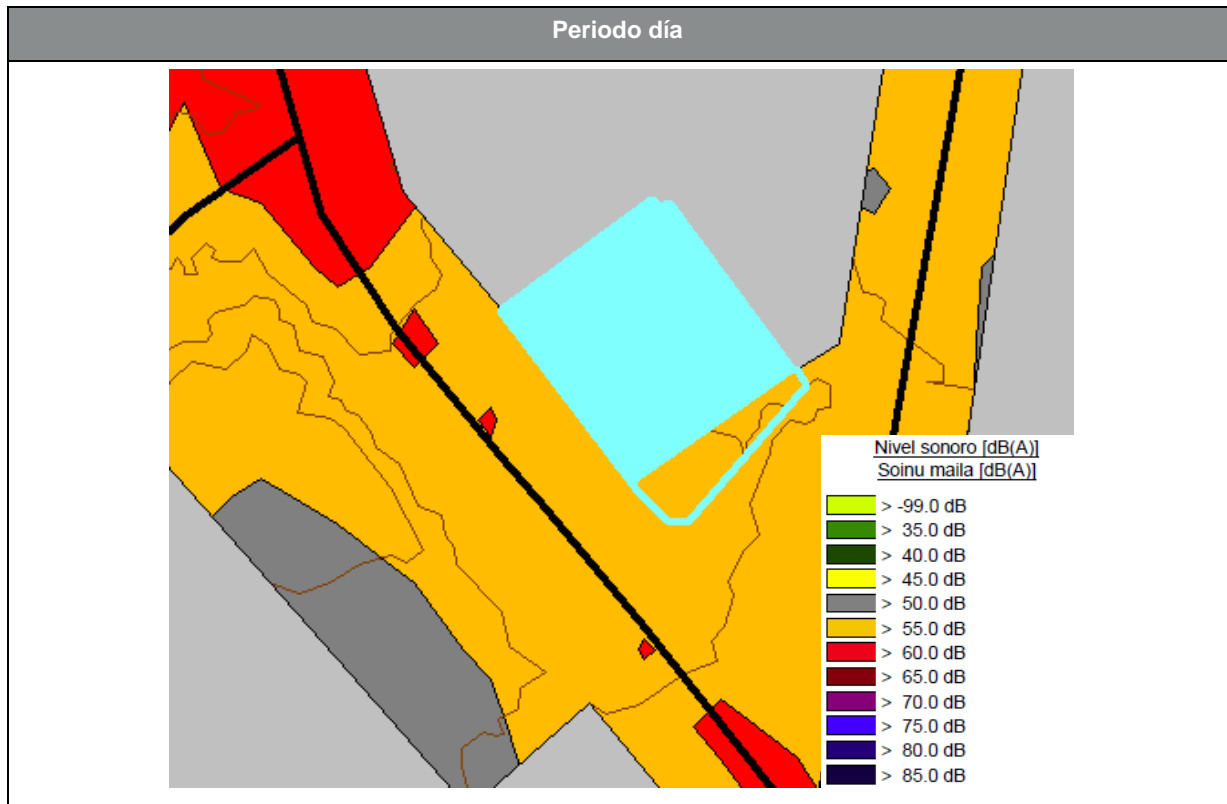 Periodo día
Nivel sonoro [dB(A)]
Soinu maila [dB(A)]
> -99.0 dB
> 35.0 dB
> 40.0 dB
> 45.0 dB
> 50.0 dB
> 55.0 dB
> 60.0 dB
> 65.0 dB
> 70.0 dB
> 75.0 dB
> 80.0 dB
> 85.0 dB